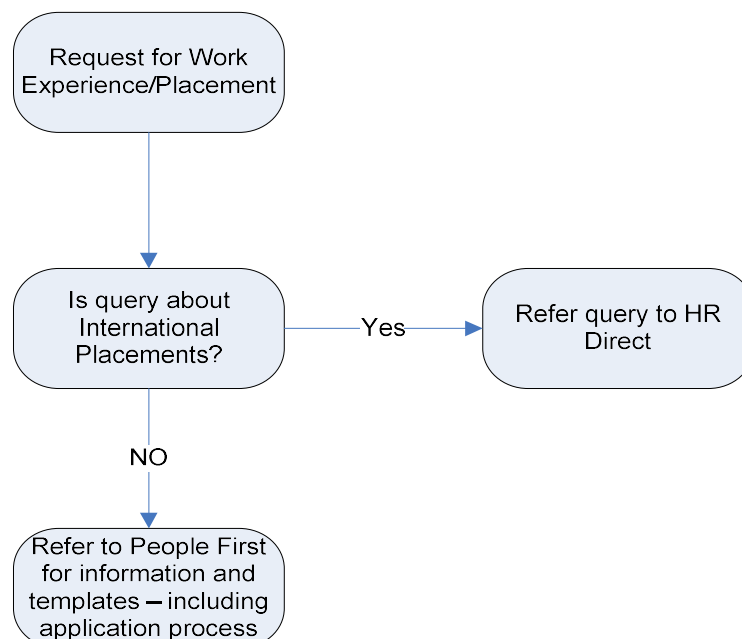 Request for Work
Experience/Placement
Is query about
International
Placements?
Yes
Refer query to HR
Direct
NO
Refer to People First
for information and
templates – including
application process